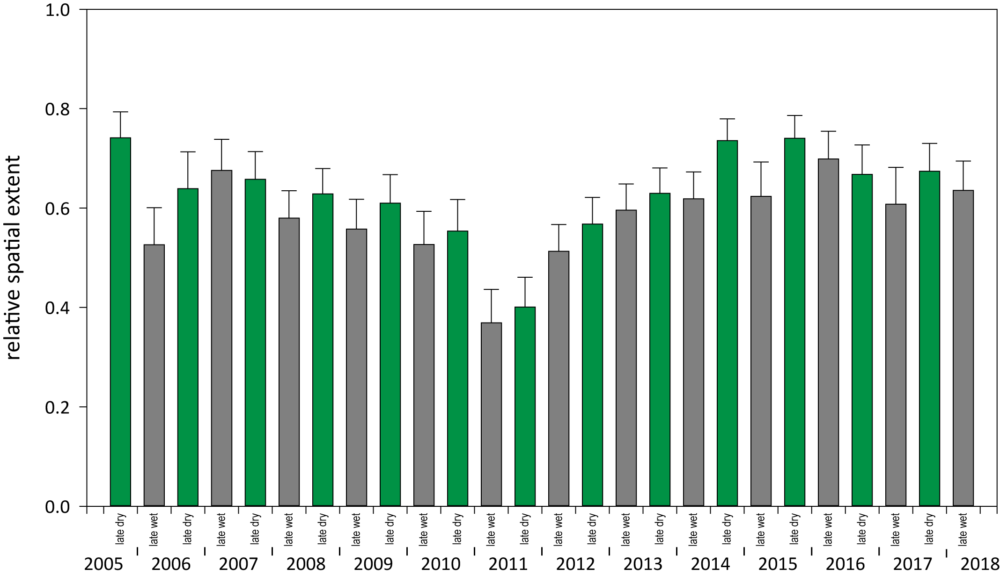 relative spatial extent
1.0
0.8
0.6
0.4
0.2
0.0
late dry
late wet
late dry
late wet
late dry
late wet
late dry
late wet
late dry
late wet
late dry
late wet
late dry
late wet
late dry
late wet
late dry
late wet
late dry
late wet
late dry
late wet
late dry
late wet
late dry
late wet
2005 2006 2007 2008 2009 2010 2011 2012 2013 2014 2015 2016 2017 2018